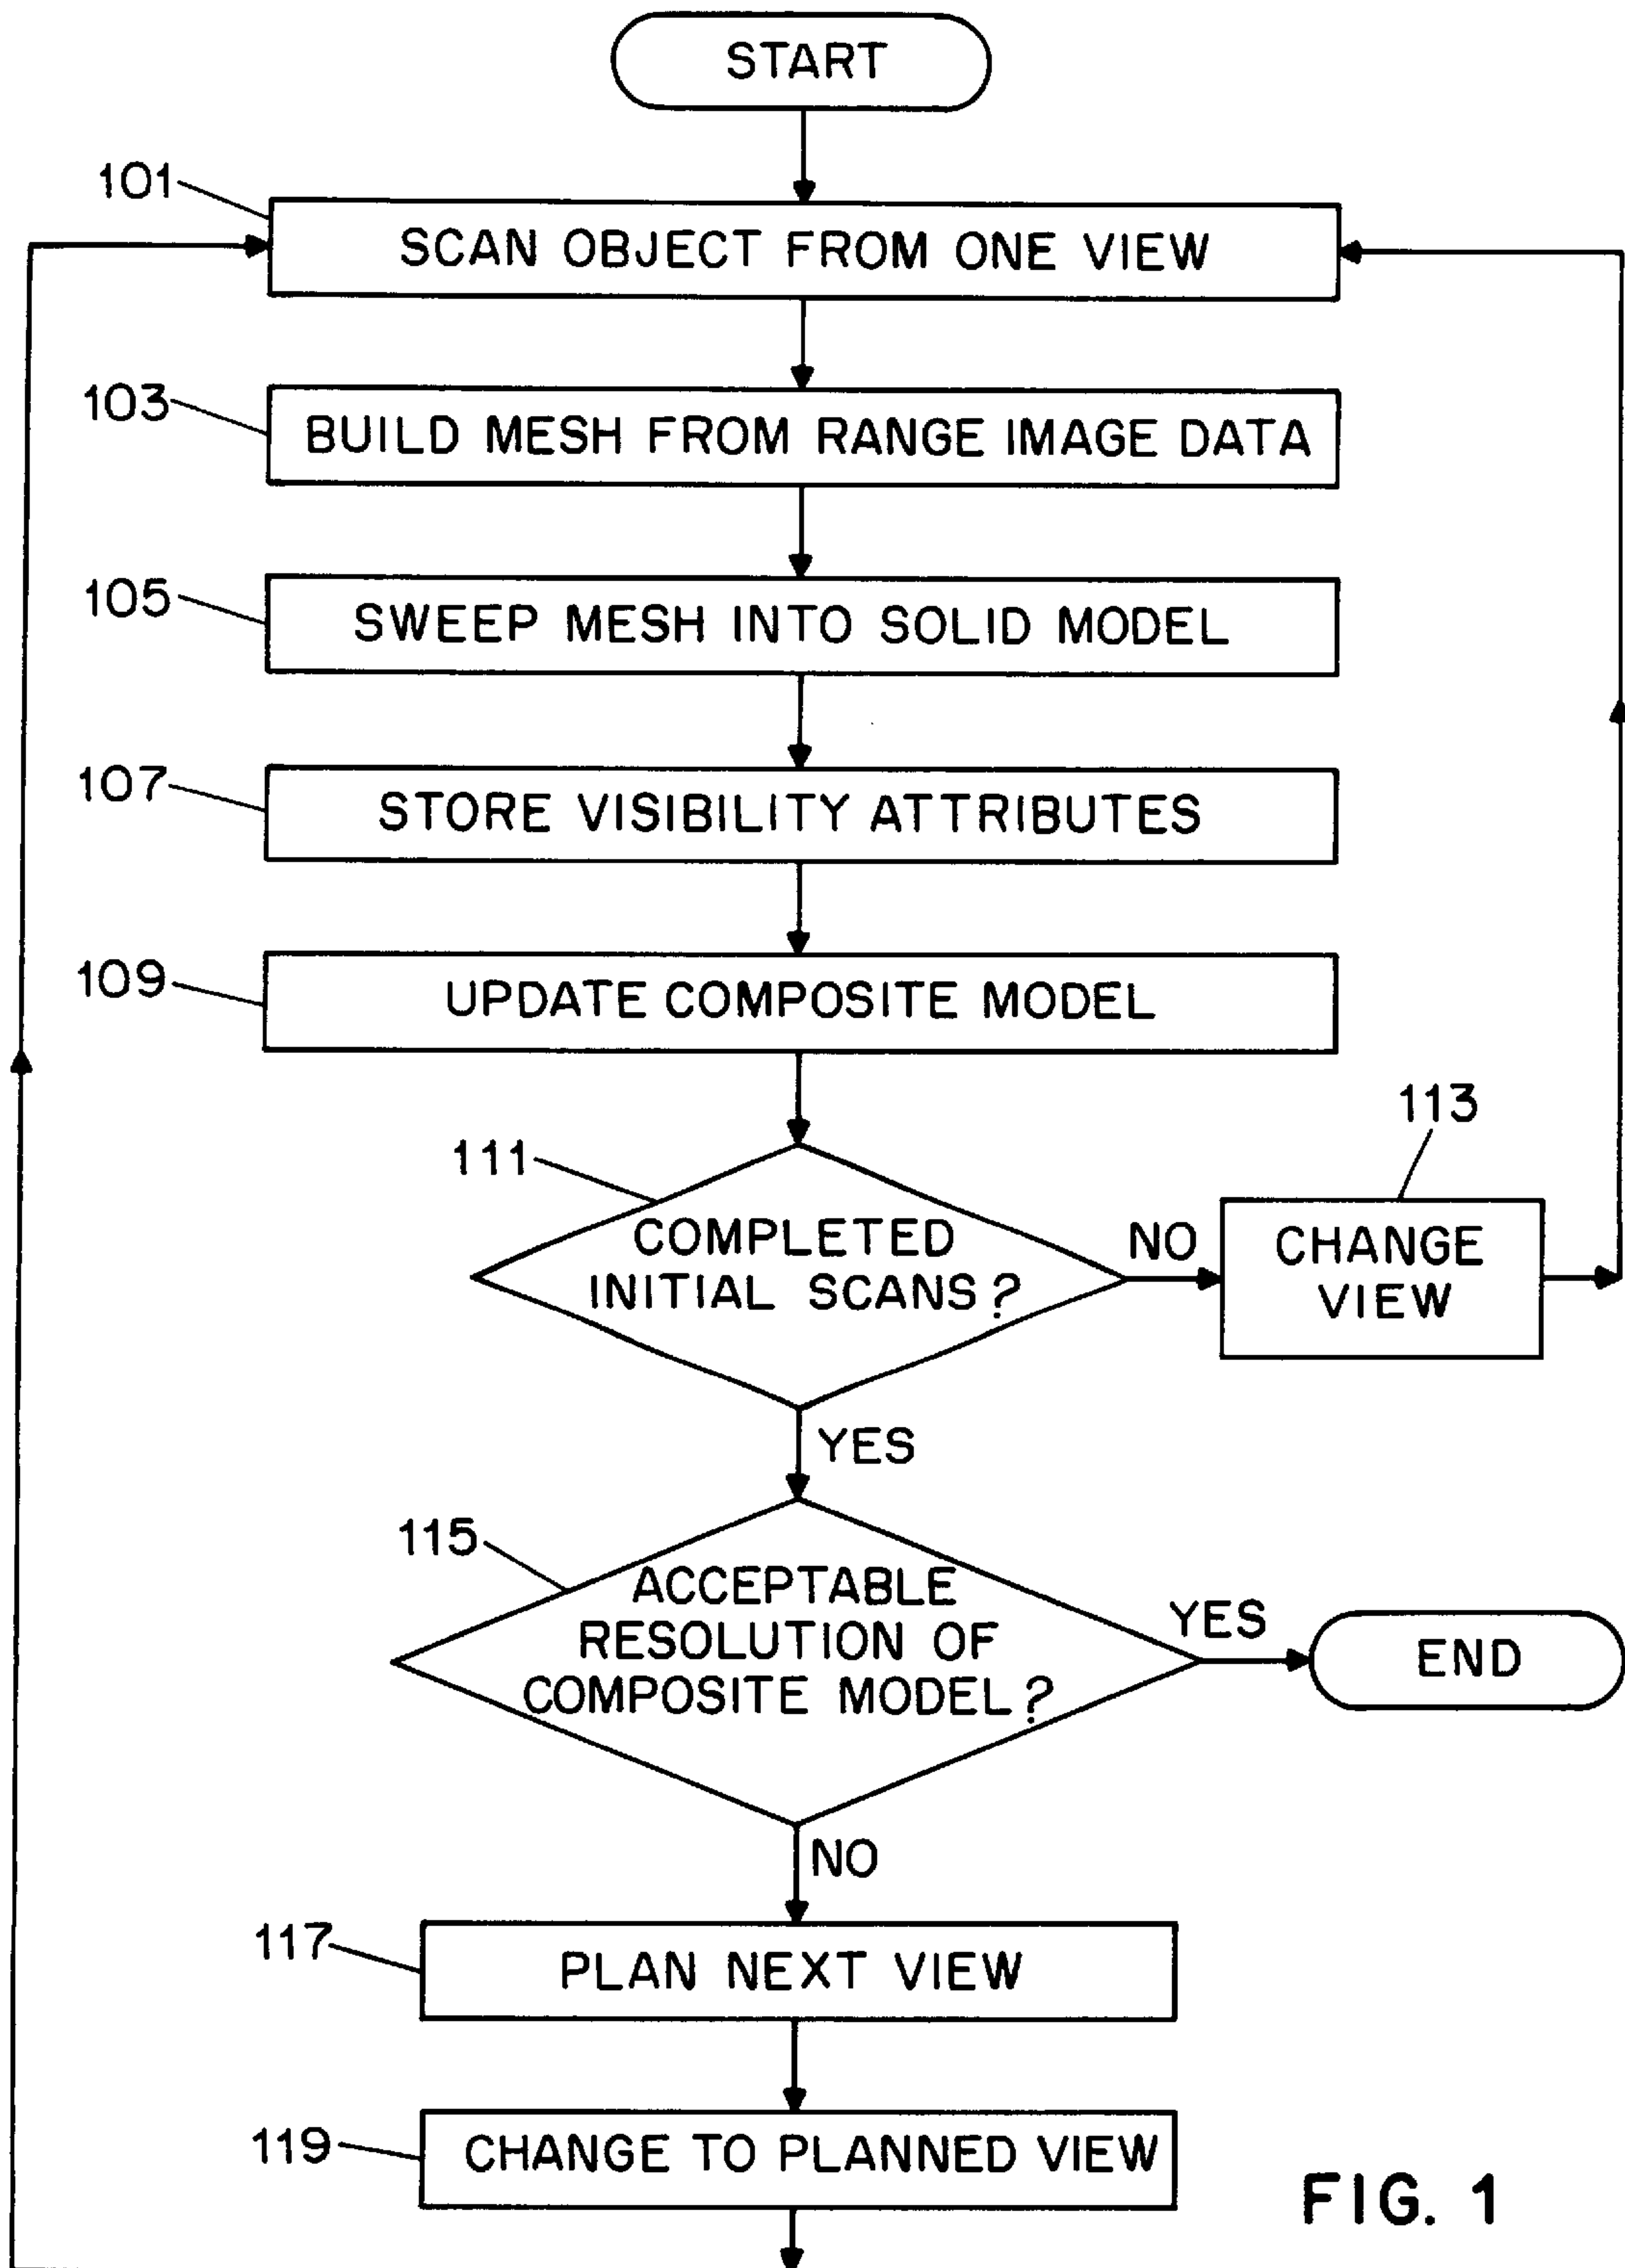 START
101
SCAN OBJECT FROM ONE VIEW
103
BUILD MESH FROM RANGE IMAGE DATA
105
SWEEP MESH INTO SOLID MODEL
107
STORE VISIBILITY ATTRIBUTES
109
UPDATE COMPOSITE MODEL
113
111
COMPLETED
INITIAL SCANS?
NO
CHANGE
VIEW
YES
115
ACCEPTABLE
RESOLUTION OF
COMPOSITE MODEL?
YES
END
NO
117
PLAN NEXT VIEW
119
CHANGE TO PLANNED VIEW
FIG. 1